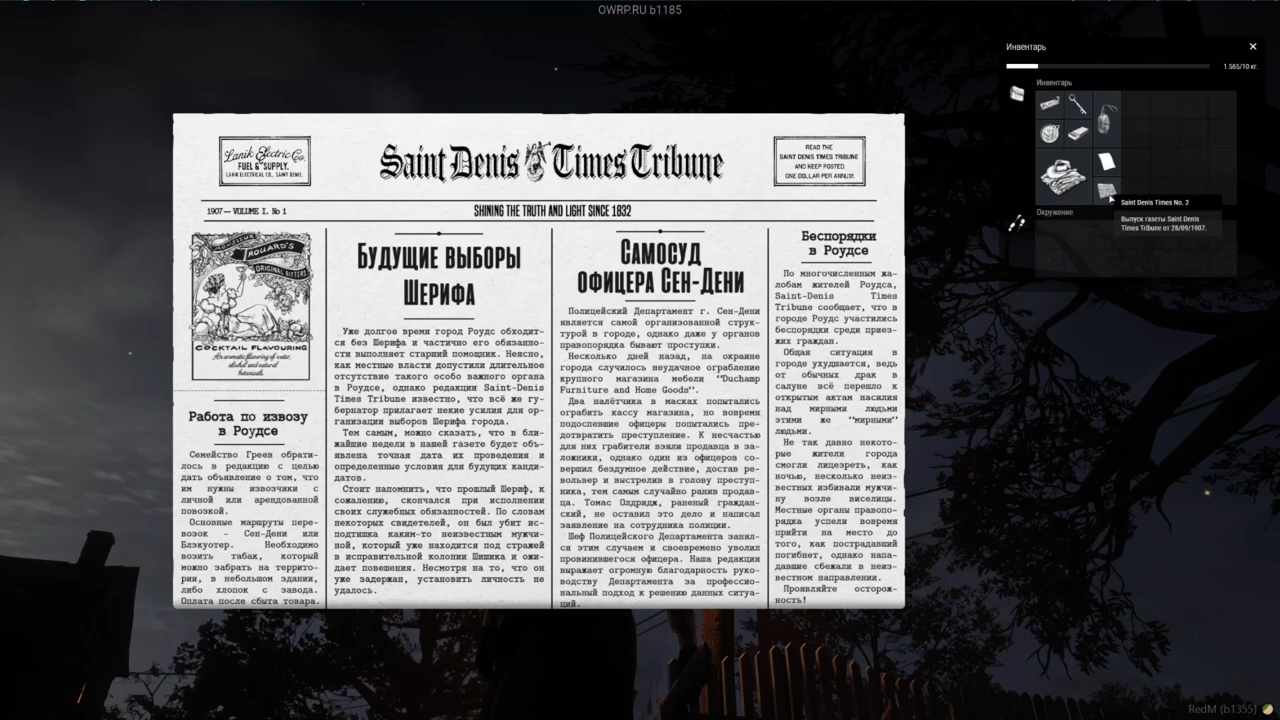 OWRP.RU b1185
Инвентарь
1.565/10 кг.
Инвентарь
Saint Denis Times No. 2
Выпуск газеты Saint Denis
Times Tribune от 28/09/1907.
Окружение
Lanik Electric Co.
FUEL & SUPPLY.
LANIK ELECTRICAL CO., SAINT DENIS.
Saint Denis Times Tribune
READ THE
SAINT DENIS TIMES TRIBUNE
AND KEEP POSTED.
ONE DOLLAR PER ANNUM.
1907— VOLUME I. No 1
SHINING THE TRUTH AND LIGHT SINCE 1832
TROUARD'S
ORIGINAL BITTERS
COCKTAIL FLAVOURING
An aromatic flavouring of water,
alcohol and natural
botanicals.
Работа по извозу
в Роудсе
Семейство Греев обрати-
лось в редакцию с целью
дать объявление о том, что
им нужны извозчики с
личной или арендованной
повозкой.
Основные маршруты пере-
возок - Сен-Дени или
Блэкуотер. Необходимо
возить табак, который
можно забрать на террито-
рии, в небольшом здании,
либо хлопок с завода.
Оплата после сбыта товара.
Будущие выборы
Шерифа
Уже долгое время город Роудс обходит-
ся без Шерифа и частично его обязанно-
сти выполняет старший помощник. Неясно,
как местные власти допустили длительное
отсутствие такого особо важного органа
в Роудсе, однако редакции Saint-Denis
Times Tribune известно, что всё же гу-
бернатор прилагает некие усилия для ор-
ганизации выборов Шерифа города.
Тем самым, можно сказать, что в бли-
жайшие недели в нашей газете будет объ-
явлена точная дата их проведения и
определенные условия для будущих канди-
датов.
Стоит напомнить, что прошлый Шериф, к
сожалению, скончался при исполнении
своих служебных обязанностей. По словам
некоторых свидетелей, он был убит ис-
подтишка каким-то неизвестным мужчи-
ной, который уже находится под стражей
в исправительной колонии Шишика и ожи-
дает повешения. Несмотря на то, что он
уже задержан, установить личность не
удалось.
Самосуд
офицера Сен-Дени
Полицейский Департамент г. Сен-Дени
является самой организованной струк-
турой в городе, однако даже у органов
правопорядка бывают проступки.
Несколько дней назад, на окраине
города случилось неудачное ограбление
крупного магазина мебели "Duchamp
Furniture and Home Goods".
Два налётчика в масках попытались
ограбить кассу магазина, но вовремя
подоспевшие офицеры попытались пре-
дотвратить преступление. К несчастью
для них грабители взяли продавца в за-
ложники, однако один из офицеров со-
вершил бездумное действие, достав ре-
вольвер и выстрелив в голову преступ-
ника, тем самым случайно ранив продав-
ца. Томас Олдридж, раненый граждан-
ский, не оставил это дело и написал
заявление на сотрудника полиции.
Шеф Полицейского Департамента занял-
ся этим случаем и своевремено уволил
провинившегося офицера. Наша редакция
выражает огромную благодарность руко-
водству Департамента за профессио-
нальный подход к решению данных ситуа-
ций.
Беспорядки
в Роудсе
По многочисленным жа-
лобам жителей Роудса,
Saint-Denis Times
Tribune сообщает, что в
городе Роудс участились
беспорядки среди приез-
жих граждан.
Общая ситуация в
городе ухудшается, ведь
от обычных драк в
салуне всё перешло к
открытым актам насилия
над мирными людьми
этими же "мирными"
людьми.
Не так давно некото-
рые жители города
смогли лицезреть, как
ночью, несколько неиз-
вестных избивали мужчи-
ну возле виселицы.
Местные органы правопо-
рядка успели вовремя
прийти на место до
того, как пострадавший
погибнет, однако напа-
давшие сбежали в неиз-
вестном направлении.
Проявляйте осторож-
ность!
RedM (b1355)